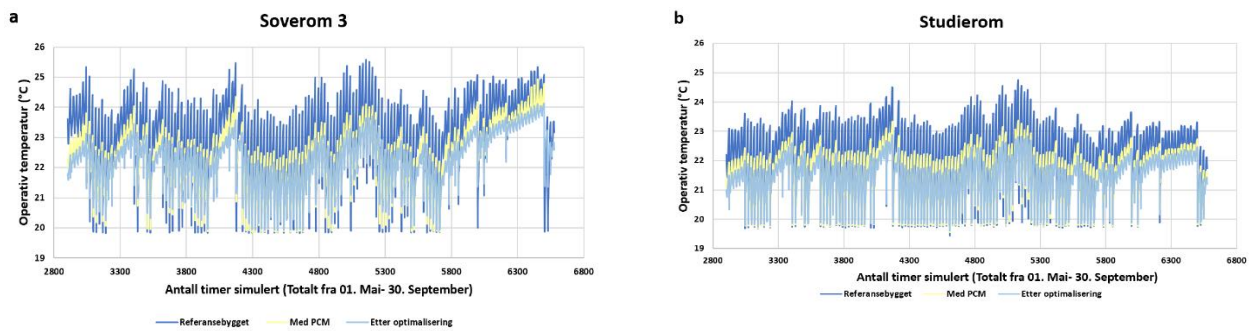 a
Soverom 3
Operativ temperatur (°C )
26
25
24
23
22
21
20
19
2800 3300 3800 4300 4800 5300 5800 6300 6800
Antall timer simulert (Totalt fra 01. Mai- 30. September)
Referansebygget Med PCM Etter optimalisering
b
Studierom
Operativ temperatur (°C )
26
25
24
23
22
21
20
19
2800 3300 3800 4300 4800 5300 5800 6300 6800
Antall timer simulert (Totalt fra 01. Mai- 30. September)
Referansebygget Med PCM Etter optimalisering